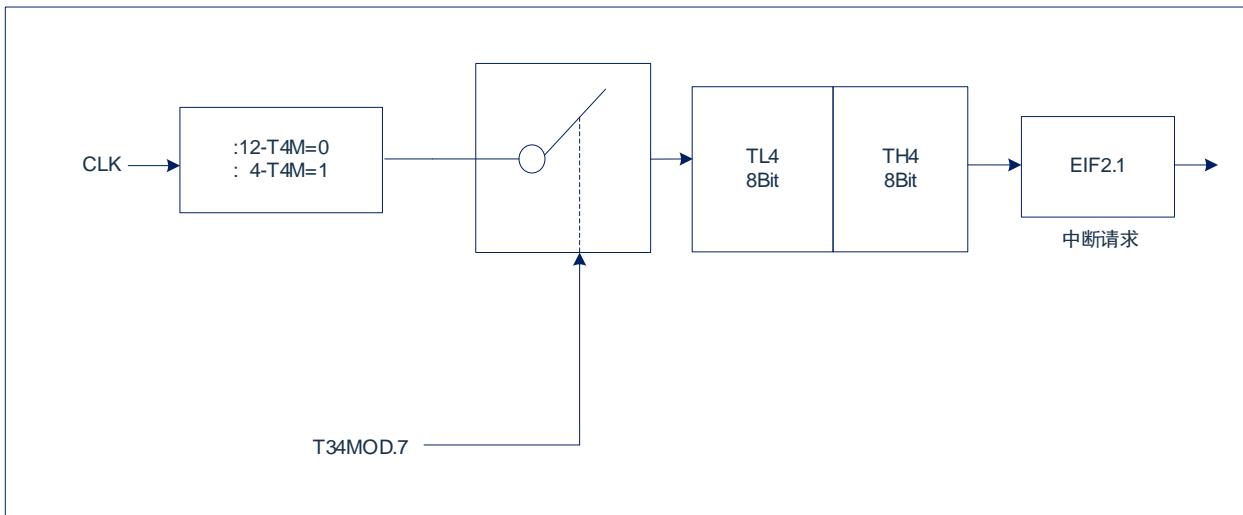 CLK
:12-T4M=0
: 4-T4M=1
TL4
8Bit
TH4
8Bit
EIF2.1
中断请求
T34MOD.7